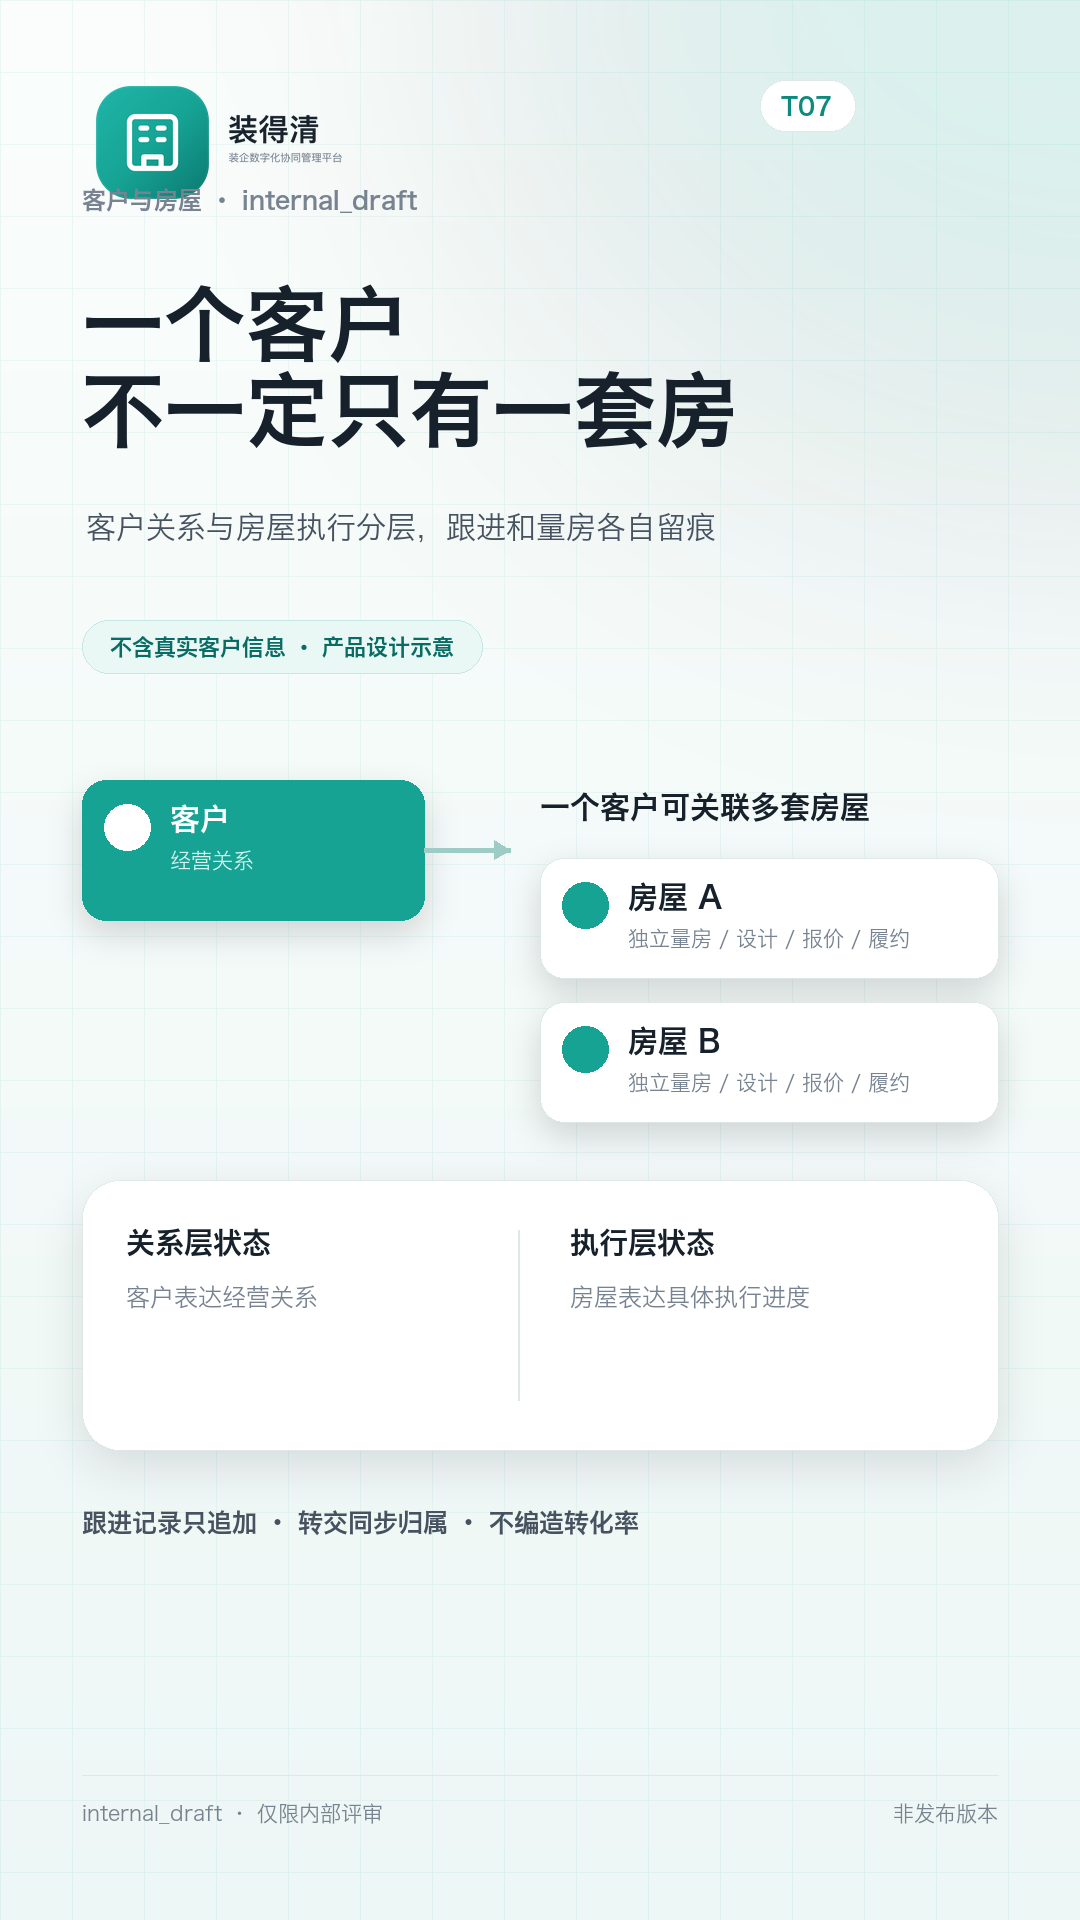 装得清
装企数字化协同管理平台
T07
客户与房屋 · internal_draft
一个客户
不一定只有一套房
客户关系与房屋执行分层，跟进和量房各自留痕
不含真实客户信息 · 产品设计示意
客户
经营关系
一个客户可关联多套房屋
房屋 A
独立量房 / 设计 / 报价 / 履约
房屋 B
独立量房 / 设计 / 报价 / 履约
关系层状态
客户表达经营关系
执行层状态
房屋表达具体执行进度
跟进记录只追加 · 转交同步归属 · 不编造转化率
internal_draft · 仅限内部评审
非发布版本